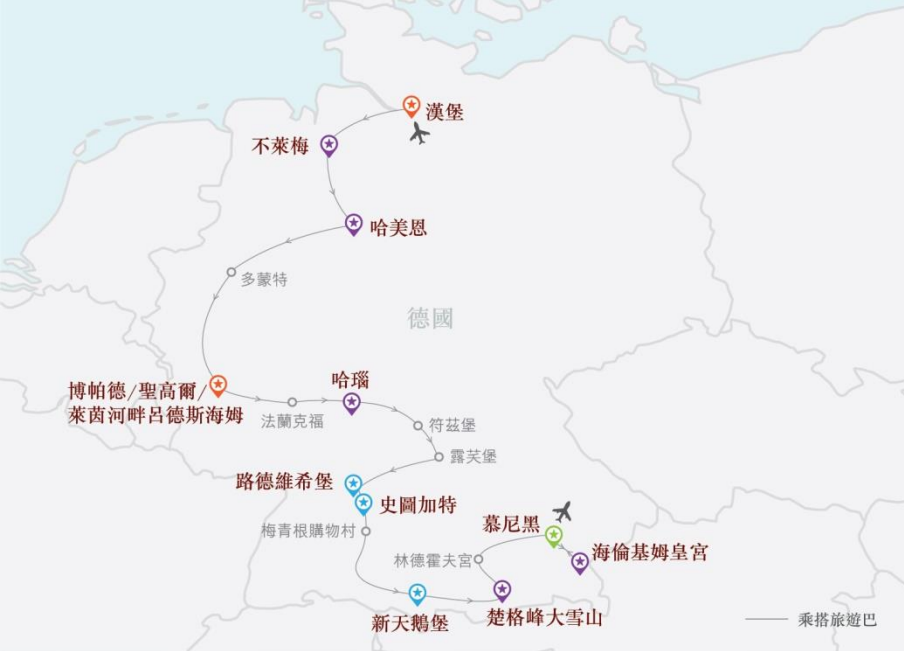 漢堡
不萊梅
哈美恩
多蒙特
德國
哈瑙
博帕德/聖高爾/
萊茵河畔呂德斯海姆
法蘭克福
符茲堡
露芙堡
路德維希堡
史圖加特
慕尼黑
梅青根購物村
海倫基姆皇宮
林德霍夫宮
新天鵝堡
楚格峰大雪山
乘搭旅遊巴